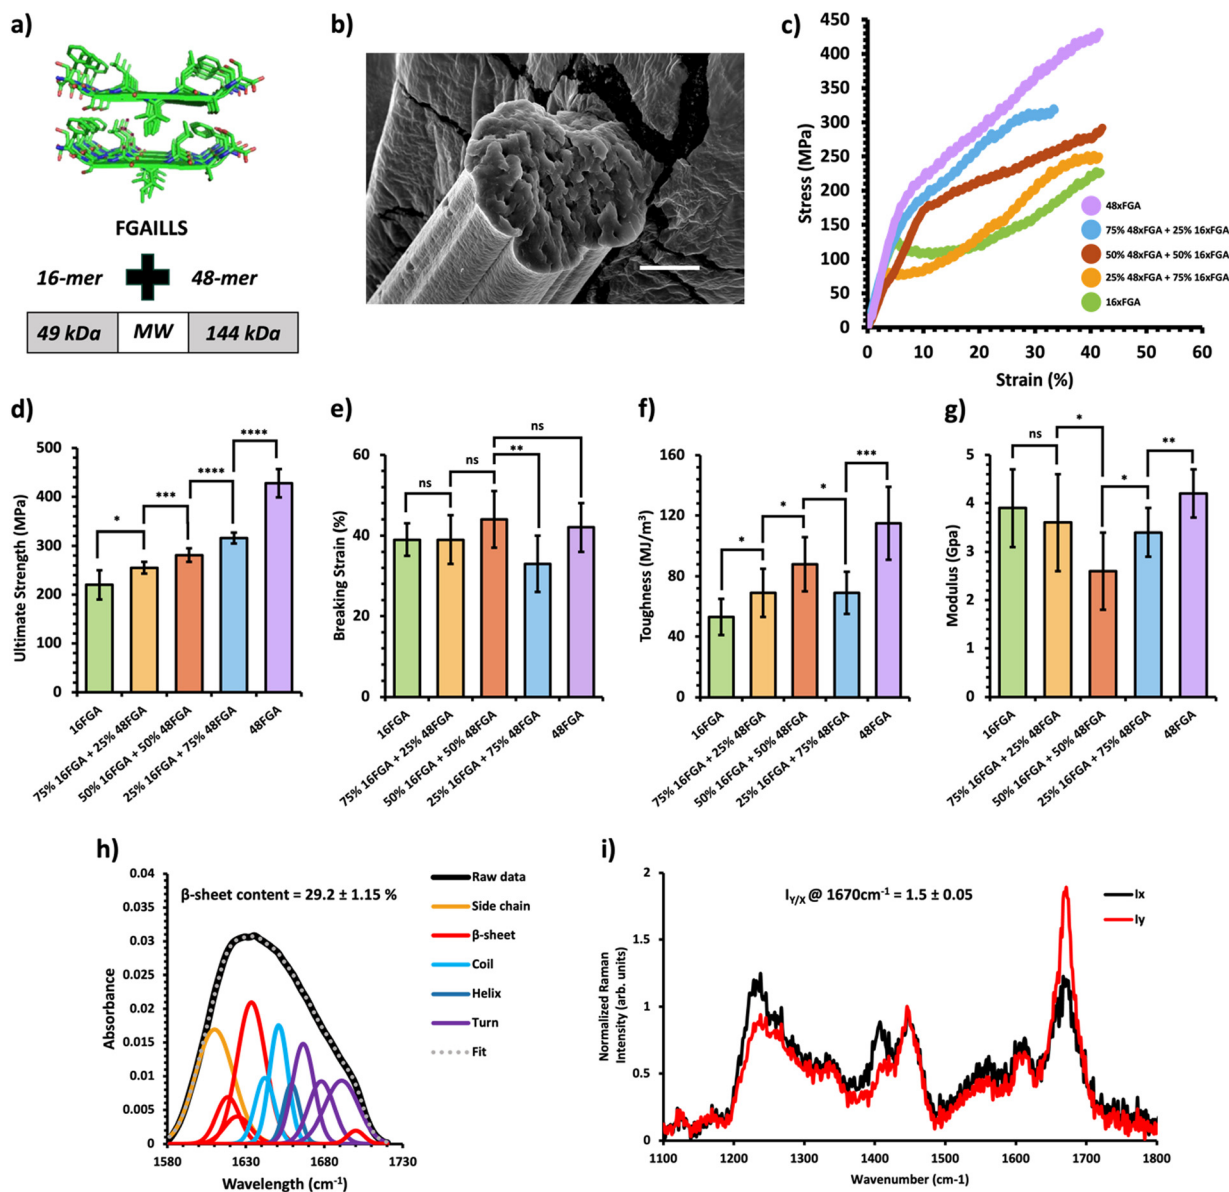 a)
FGAILLS
16-mer
48-mer
49 kDa MW 144 kDa
b)
c)
Stress (MPa)
450
400
350
300
250
200
150
100
50
0
0 10 20 30 40 50 60
Strain (%)
48xFGA
75% 48xFGA + 25% 16xFGA
50% 48xFGA + 50% 16xFGA
25% 48xFGA + 75% 16xFGA
16xFGA
d)
Ultimate Strength (MPa)
500
400
300
200
100
0
*
***
****
****
16FGA
75% 16FGA + 25% 48FGA
50% 16FGA + 50% 48FGA
25% 16FGA + 75% 48FGA
48FGA
e)
Breaking Strain (%)
60
40
20
0
ns
ns
**
ns
16FGA
75% 16FGA + 25% 48FGA
50% 16FGA + 50% 48FGA
25% 16FGA + 75% 48FGA
48FGA
f)
Toughness (MJ/m³)
160
120
80
40
0
*
*
*
***
16FGA
75% 16FGA + 25% 48FGA
50% 16FGA + 50% 48FGA
25% 16FGA + 75% 48FGA
48FGA
g)
Modulus (Gpa)
5
4
3
2
1
0
ns
*
*
**
16FGA
75% 16FGA + 25% 48FGA
50% 16FGA + 50% 48FGA
25% 16FGA + 75% 48FGA
48FGA
h)
β-sheet content = 29.2 ± 1.15 %
Absorbance
0.04
0.035
0.03
0.025
0.02
0.015
0.01
0.005
0
1580 1630 1680 1730
Wavelength (cm⁻¹)
Raw data
Side chain
β-sheet
Coil
Helix
Turn
Fit
i)
I Y/X @ 1670cm⁻¹ = 1.5 ± 0.05
Ix
Iy
Normalized Raman
Intensity (arb. units)
2
1.5
1
0.5
0
1100 1200 1300 1400 1500 1600 1700 1800
Wavenumber (cm-1)